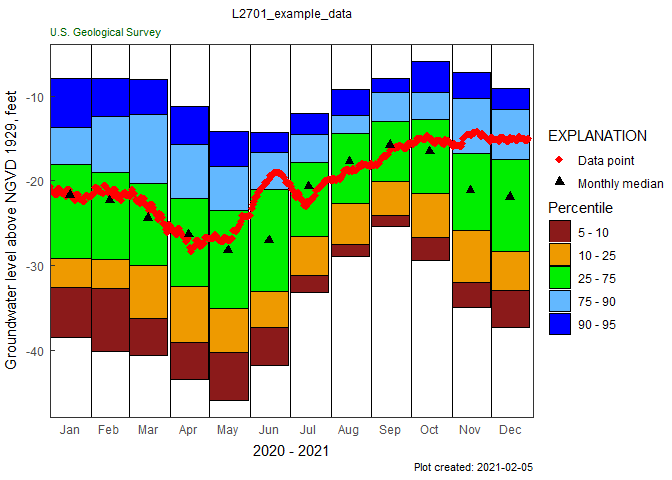 L2701_example_data
U.S. Geological Survey
Groundwater level above NGVD 1929, feet
-10
-20
-30
-40
Jan Feb Mar Apr May Jun Jul Aug Sep Oct Nov Dec
2020 - 2021
Plot created: 2021-02-05
EXPLANATION
Data point
Monthly median
Percentile
5 - 10
10 - 25
25 - 75
75 - 90
90 - 95